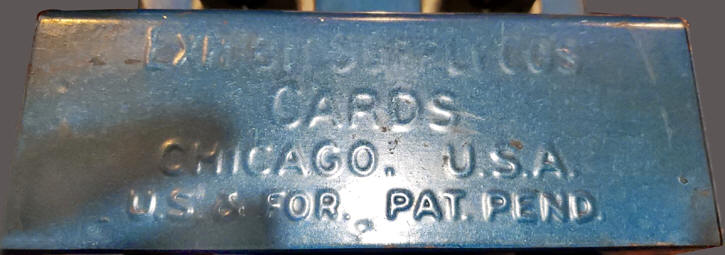 EXHIBIT SUPPLY CO'S
CARDS
CHICAGO, U.S.A.
U.S. & FOR. PAT. PEND.